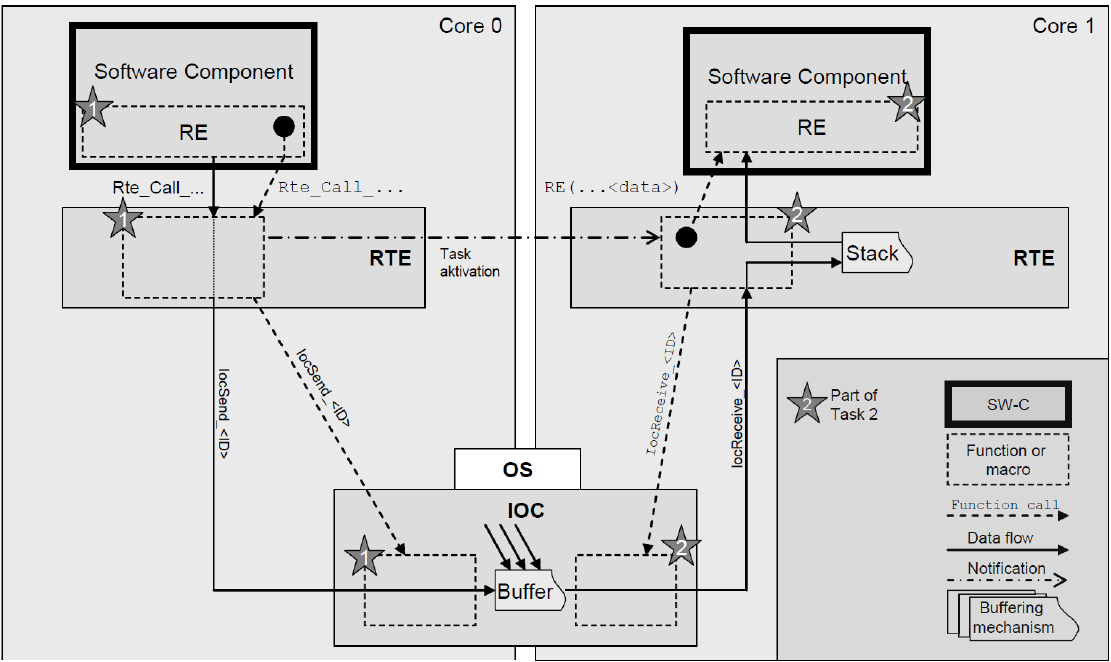 Core 0
Software Component
1
RE
Rte_Call_...
Rte_Call_...
1
RTE
Task
aktivation
IocSend_<ID>
IocSend_<ID>
Core 1
Software Component
2
RE
RE(...<data>)
2
Stack
RTE
IocReceive_<ID>
IocReceive_<ID>
OS
IOC
1
Buffer
2
2
Part of
Task 2
SW-C
Function or
macro
Function call
Data flow
Notification
Buffering
mechanism